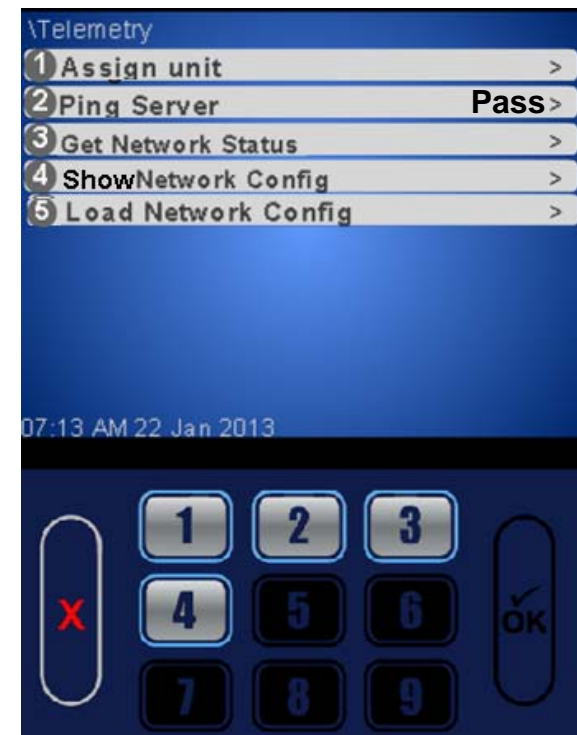 \Telemetry
1 Assign unit >
2 Ping Server Pass>
3 Get Network Status >
4 ShowNetwork Config >
5 Load Network Config >
07:13 AM 22 Jan 2013
1 2 3
X 4 5 6 OK
7 8 9